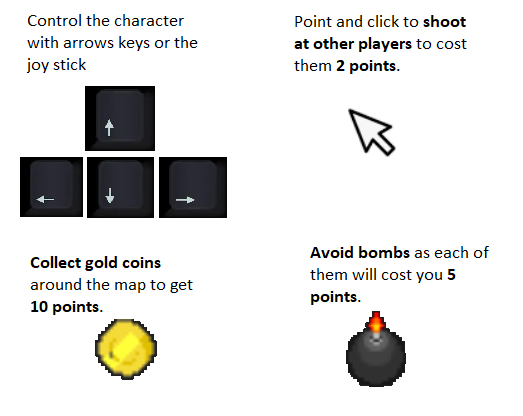 Control the character
with arrows keys or the
joy stick
Point and click to shoot
at other players to cost
them 2 points.
Collect gold coins
around the map to get
10 points.
Avoid bombs as each of
them will cost you 5
points.